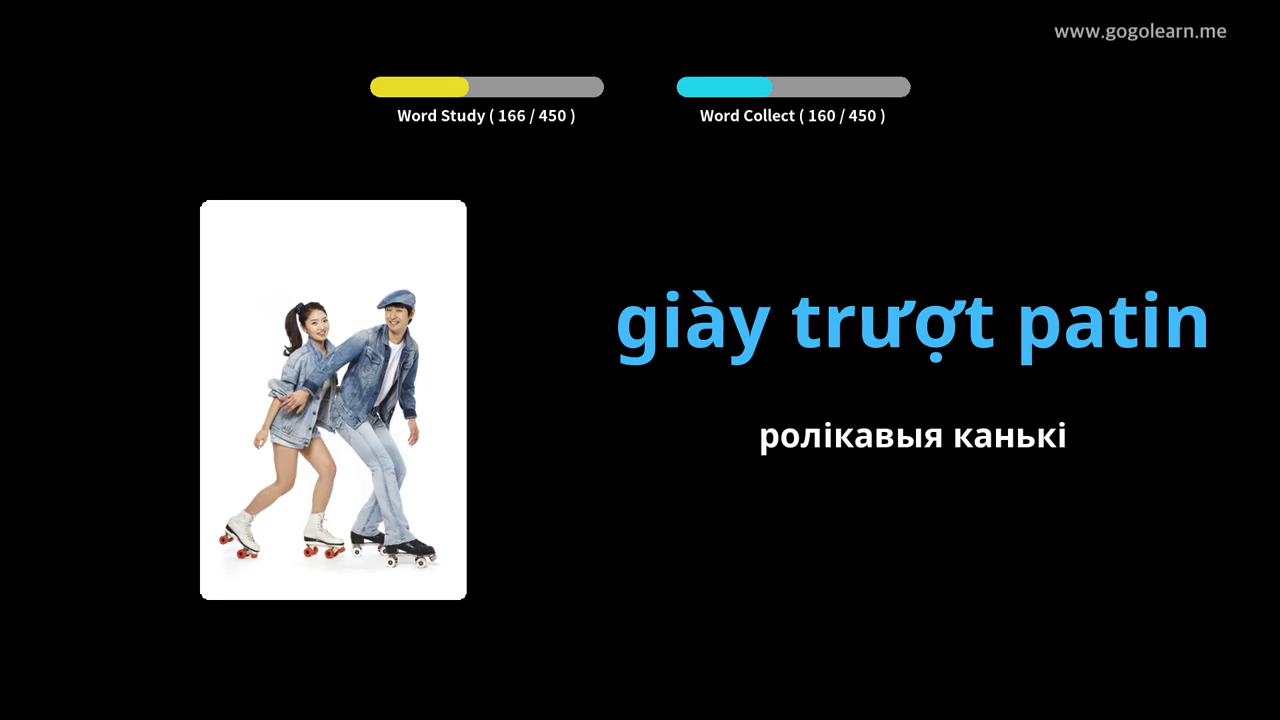 www.gogolearn.me
Word Study ( 166 / 450 )
Word Collect ( 160 / 450 )
giày trượt patin
ролікавыя канькі